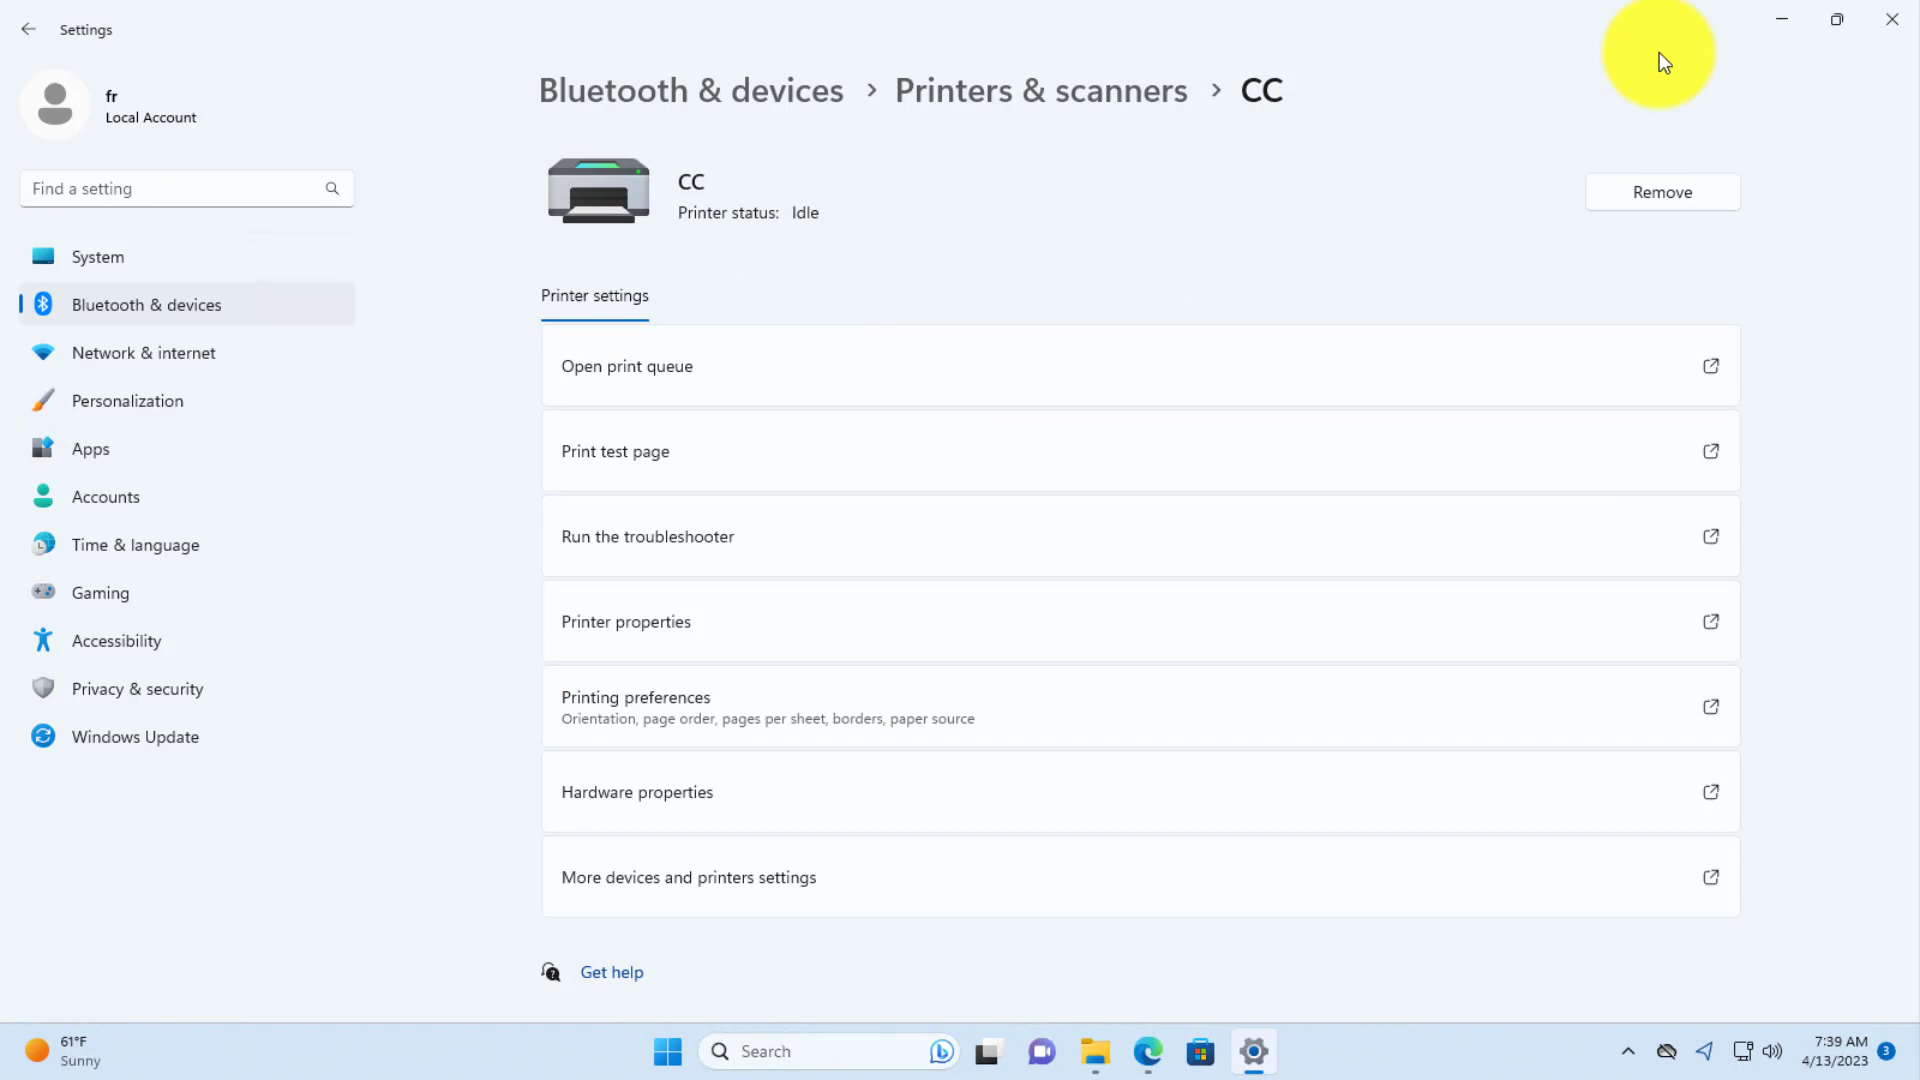 Settings
fr
Local Account
Find a setting
System
Bluetooth & devices
Network & internet
Personalization
Apps
Accounts
Time & language
Gaming
Accessibility
Privacy & security
Windows Update
Bluetooth & devices > Printers & scanners > CC
CC
Printer status: Idle
Remove
Printer settings
Open print queue
Print test page
Run the troubleshooter
Printer properties
Printing preferences
Orientation, page order, pages per sheet, borders, paper source
Hardware properties
More devices and printers settings
Get help
61°F
Sunny
Search
7:39 AM
4/13/2023
3